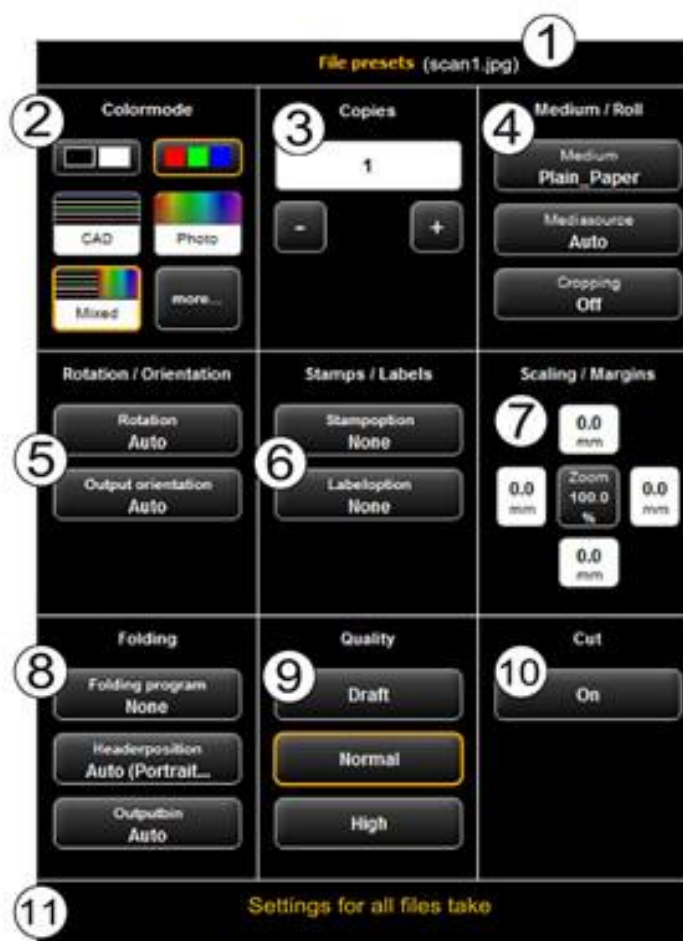 1
File presets (scan1.jpg)
2
Colormode
CAD
Photo
Mixed
more...
3
Copies
1
-
+
4
Medium / Roll
Medium
Plain_Paper
Mediasource
Auto
Cropping
Off
5
Rotation / Orientation
Rotation
Auto
Output orientation
Auto
6
Stamps / Labels
Stampoption
None
Labeloption
None
7
Scaling / Margins
0.0
mm
0.0
mm
Zoom
100.0
%
0.0
mm
0.0
mm
8
Folding
Folding program
None
Headerposition
Auto (Portrait...
Outputbin
Auto
9
Quality
Draft
Normal
High
10
Cut
On
11
Settings for all files take